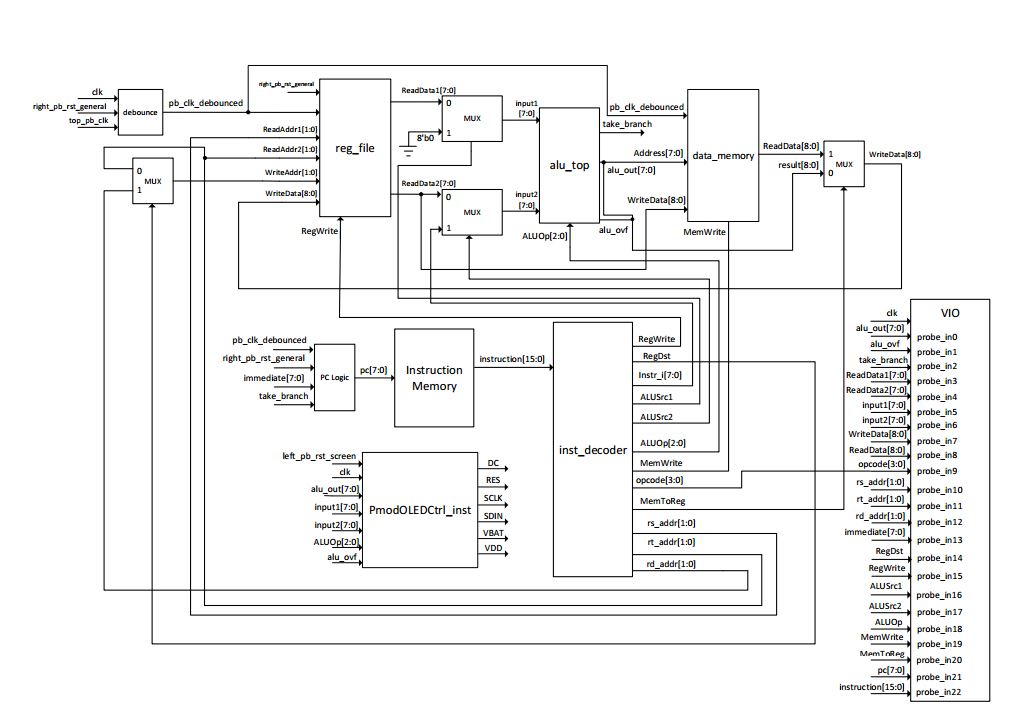 clk
right_pb_rst_general
top_pb_clk
debounce
pb_clk_debounced
0
MUX
1
right_pb_rst_general
ReadAddr1[1:0]
ReadAddr2[1:0]
WriteAddr[1:0]
WriteData[8:0]
reg_file
RegWrite
ReadData1[7:0]
0
MUX
1
8'b0
ReadData2[7:0]
0
MUX
1
input1
[7:0]
input2
[7:0]
alu_top
ALUOp[2:0]
take_branch
alu_out[7:0]
alu_ovf
pb_clk_debounced
Address[7:0]
WriteData[8:0]
data_memory
MemWrite
ReadData[8:0]
result[8:0]
1
MUX
0
WriteData[8:0]
pb_clk_debounced
right_pb_rst_general
immediate[7:0]
take_branch
PC Logic
pc[7:0]
Instruction
Memory
instruction[15:0]
inst_decoder
RegWrite
RegDst
Instr_i[7:0]
ALUSrc1
ALUSrc2
ALUOp[2:0]
MemWrite
opcode[3:0]
MemToReg
rs_addr[1:0]
rt_addr[1:0]
rd_addr[1:0]
left_pb_rst_screen
clk
alu_out[7:0]
input1[7:0]
input2[7:0]
ALUOp[2:0]
alu_ovf
PmodOLEDCtrl_inst
DC
RES
SCLK
SDIN
VBAT
VDD
VIO
clk
alu_out[7:0] probe_in0
alu_ovf probe_in1
take_branch probe_in2
ReadData1[7:0] probe_in3
ReadData2[7:0] probe_in4
input1[7:0] probe_in5
input2[7:0] probe_in6
WriteData[8:0] probe_in7
ReadData[8:0] probe_in8
opcode[3:0] probe_in9
rs_addr[1:0] probe_in10
rt_addr[1:0] probe_in11
rd_addr[1:0] probe_in12
immediate[7:0] probe_in13
RegDst probe_in14
RegWrite probe_in15
ALUSrc1 probe_in16
ALUSrc2 probe_in17
ALUOp probe_in18
MemWrite probe_in19
MemToReg probe_in20
pc[7:0] probe_in21
instruction[15:0] probe_in22